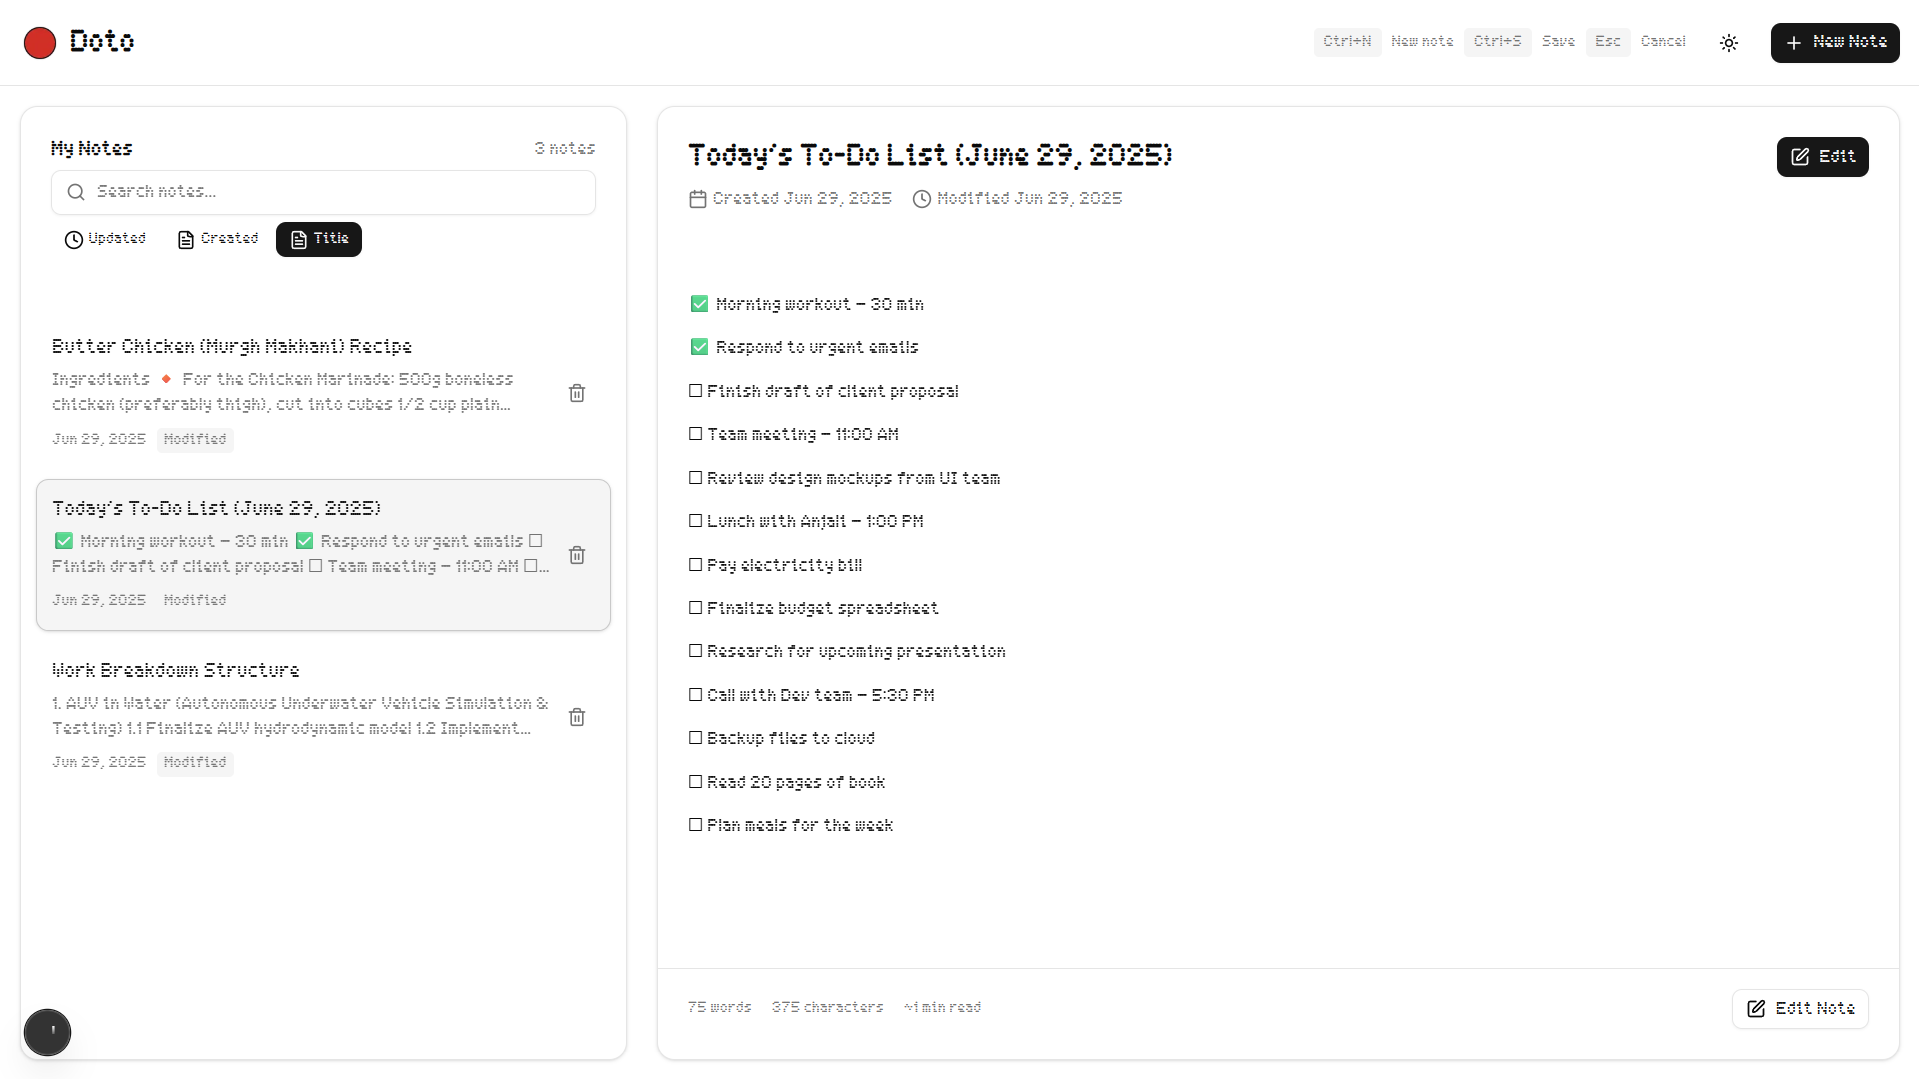 Doto
Ctrl+N New note Ctrl+S Save Esc Cancel
New Note
My Notes
3 notes
Search notes...
Updated Created Title
Butter Chicken (Murgh Makhani) Recipe
Ingredients 🔸 For the Chicken Marinade: 500g boneless
chicken (preferably thigh), cut into cubes 1/2 cup plain...
Jun 29, 2025 Modified
Today's To-Do List (June 29, 2025)
✅ Morning workout – 30 min ✅ Respond to urgent emails ☐
Finish draft of client proposal ☐ Team meeting – 11:00 AM ☐...
Jun 29, 2025 Modified
Work Breakdown Structure
1. AUV in Water (Autonomous Underwater Vehicle Simulation &
Testing) 1.1 Finalize AUV hydrodynamic model 1.2 Implement...
Jun 29, 2025 Modified
Today's To-Do List (June 29, 2025)
Edit
Created Jun 29, 2025 Modified Jun 29, 2025
✅ Morning workout – 30 min
✅ Respond to urgent emails
☐ Finish draft of client proposal
☐ Team meeting – 11:00 AM
☐ Review design mockups from UI team
☐ Lunch with Anjali – 1:00 PM
☐ Pay electricity bill
☐ Finalize budget spreadsheet
☐ Research for upcoming presentation
☐ Call with Dev team – 5:30 PM
☐ Backup files to cloud
☐ Read 20 pages of book
☐ Plan meals for the week
75 words 375 characters ~1 min read
Edit Note